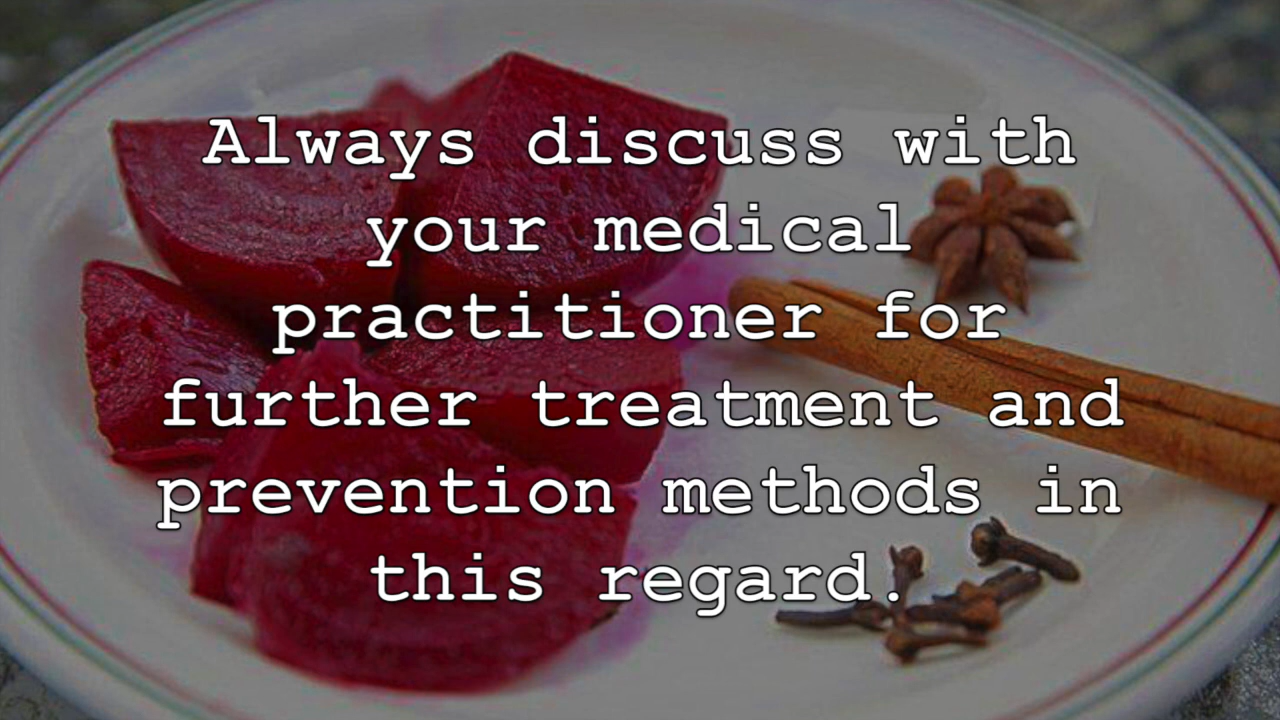 Always discuss with
your medical
practitioner for
further treatment and
prevention methods in
this regard.